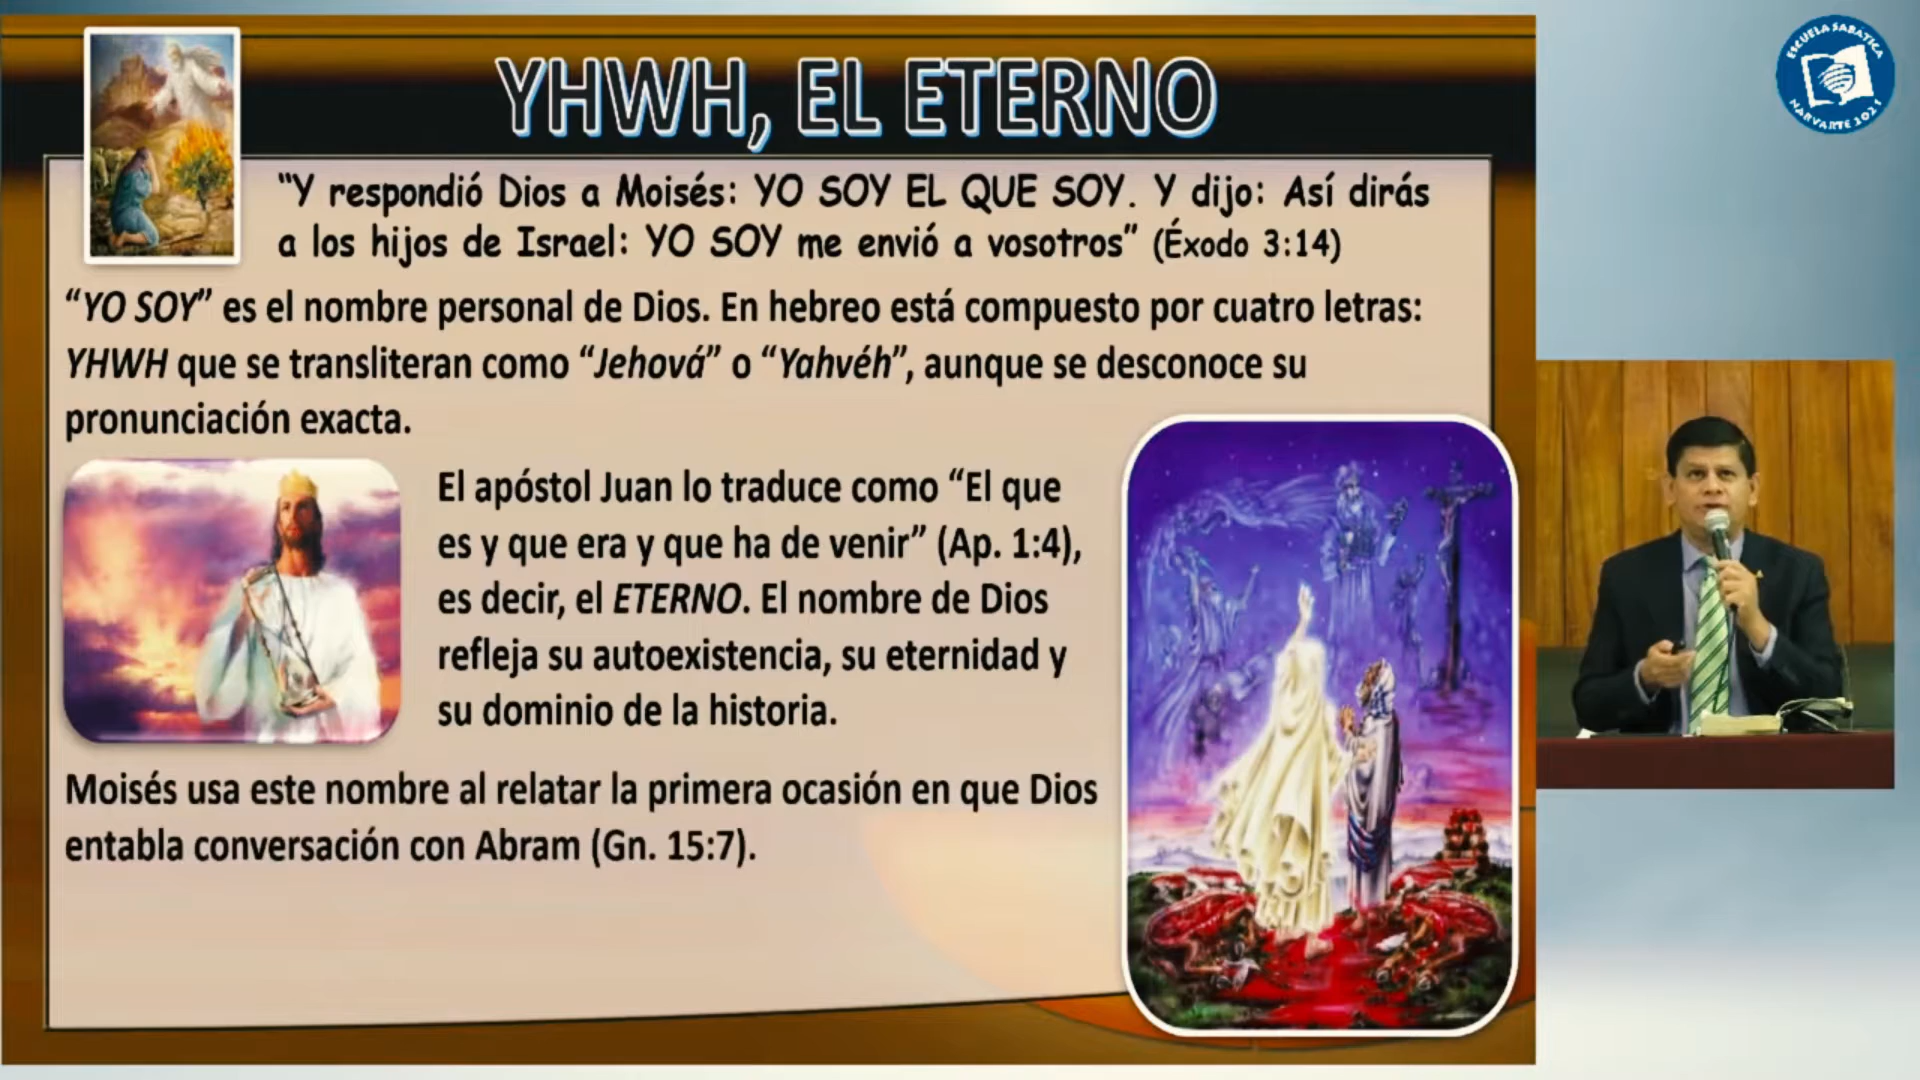 YHWH, EL ETERNO
ESCUELA SABÁTICA
NARVARTE 2021
“Y respondió Dios a Moisés: YO SOY EL QUE SOY. Y dijo: Así dirás
a los hijos de Israel: YO SOY me envió a vosotros” (Éxodo 3:14)
“YO SOY” es el nombre personal de Dios. En hebreo está compuesto por cuatro letras:
YHWH que se transliteran como “Jehová” o “Yahvéh”, aunque se desconoce su
pronunciación exacta.
El apóstol Juan lo traduce como “El que
es y que era y que ha de venir” (Ap. 1:4),
es decir, el ETERNO. El nombre de Dios
refleja su autoexistencia, su eternidad y
su dominio de la historia.
Moisés usa este nombre al relatar la primera ocasión en que Dios
entabla conversación con Abram (Gn. 15:7).